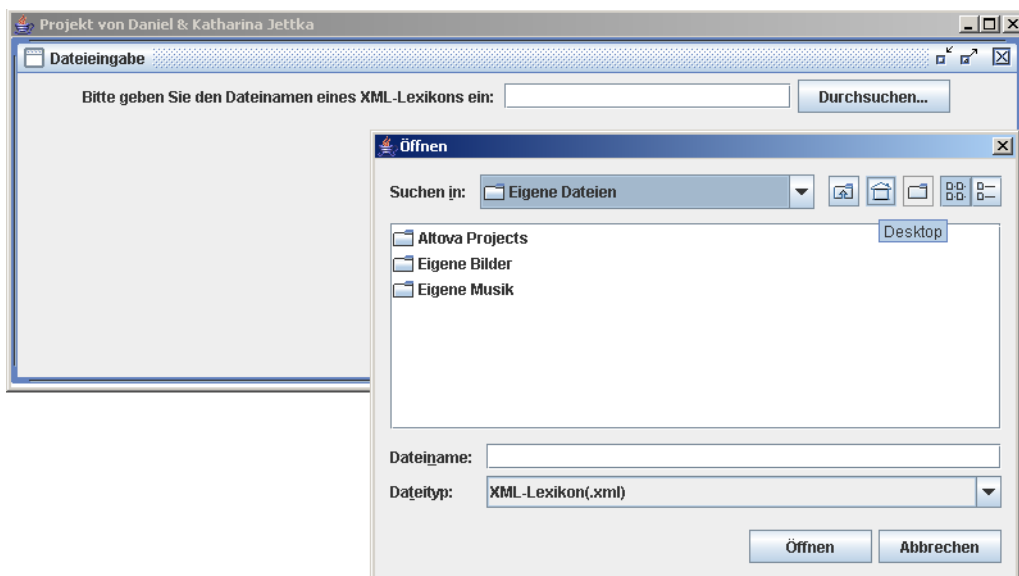 Projekt von Daniel & Katharina Jettka
Dateieingabe
Bitte geben Sie den Dateinamen eines XML-Lexikons ein:
Durchsuchen...
Öffnen
Suchen in:
Eigene Dateien
Desktop
Altova Projects
Eigene Bilder
Eigene Musik
Dateiname:
Dateityp:
XML-Lexikon(.xml)
Öffnen
Abbrechen